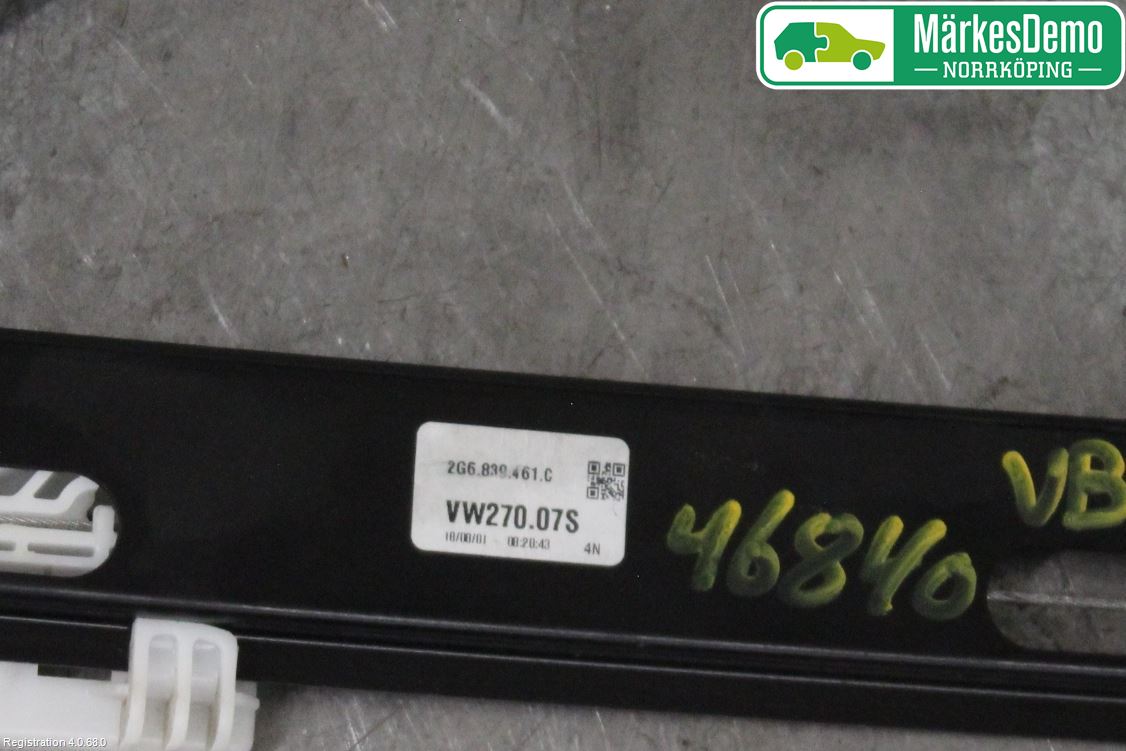 MärkesDemo
NORRKÖPING
2G6.839.461.C
VW270.07S
18/08/01 08:20:43 4N
46840
VB
Registration 4.0.68.0